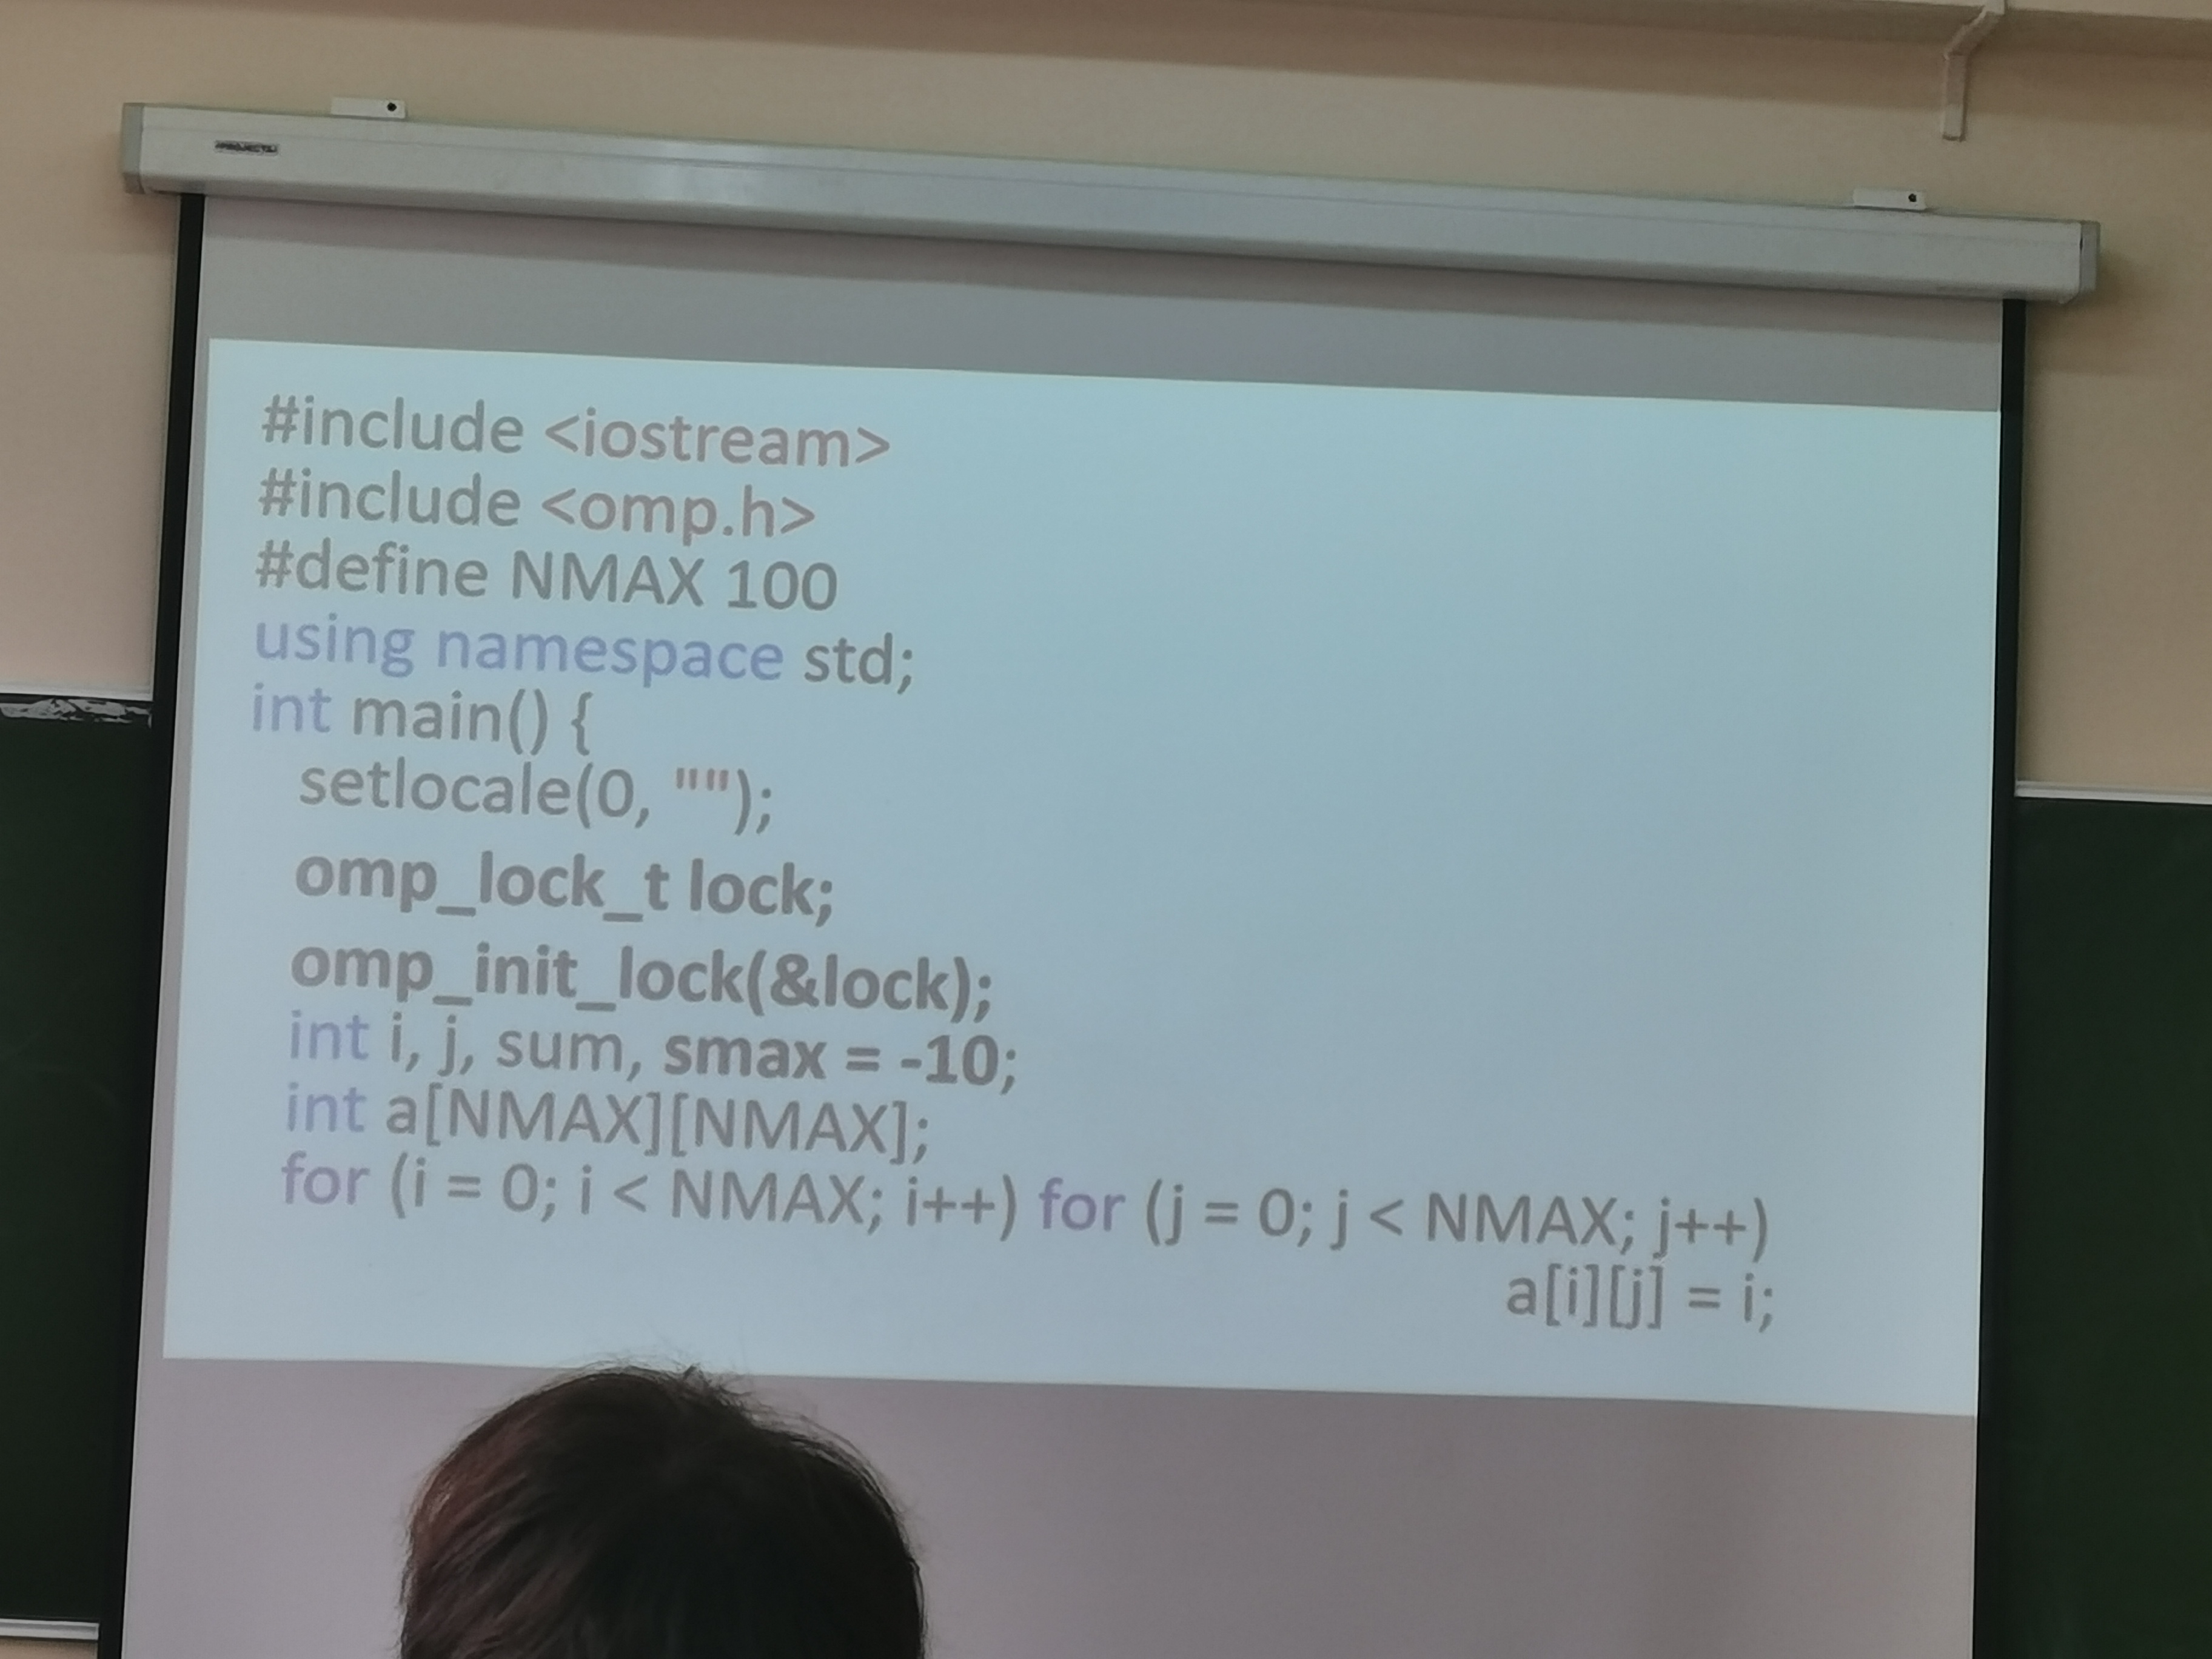 #include <iostream>
#include <omp.h>
#define NMAX 100
using namespace std;
int main() {
setlocale(0, "");
omp_lock_t lock;
omp_init_lock(&lock);
int i, j, sum, smax = -10;
int a[NMAX][NMAX];
for (i = 0; i < NMAX; i++) for (j = 0; j < NMAX; j++)
a[i][j] = i;